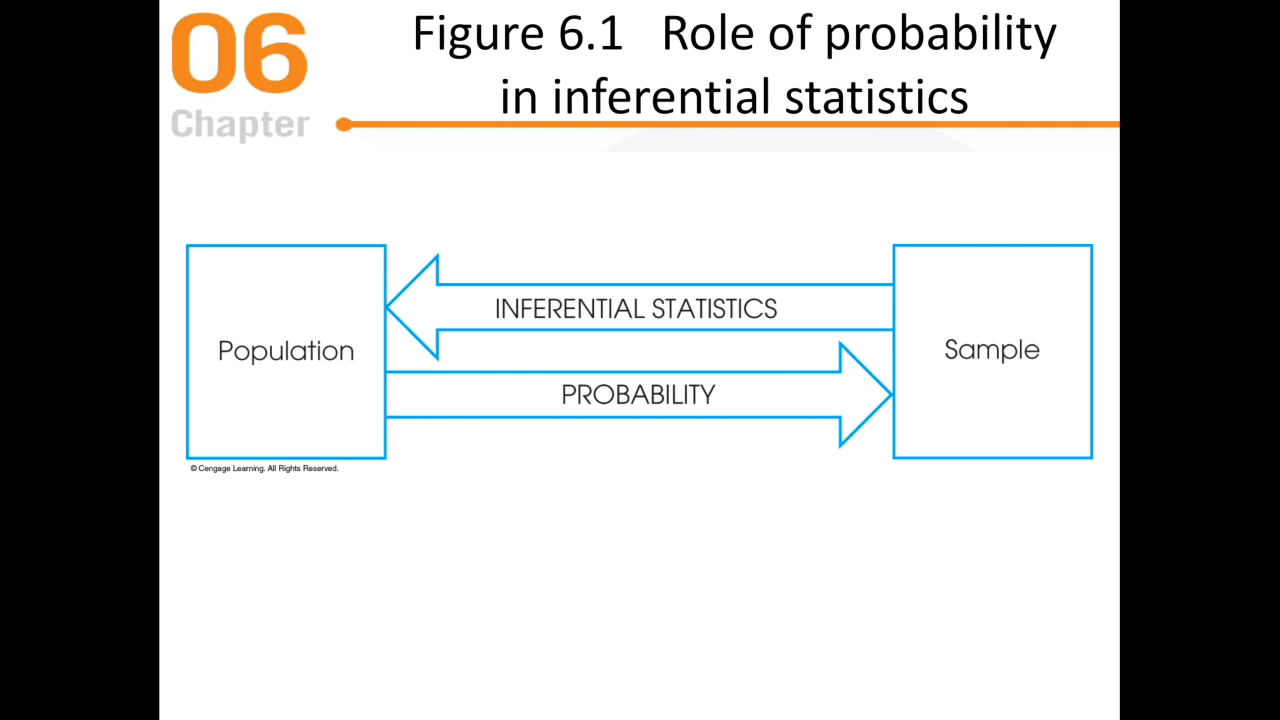 06
Chapter
Figure 6.1 Role of probability
in inferential statistics
Population
INFERENTIAL STATISTICS
PROBABILITY
Sample
© Cengage Learning. All Rights Reserved.